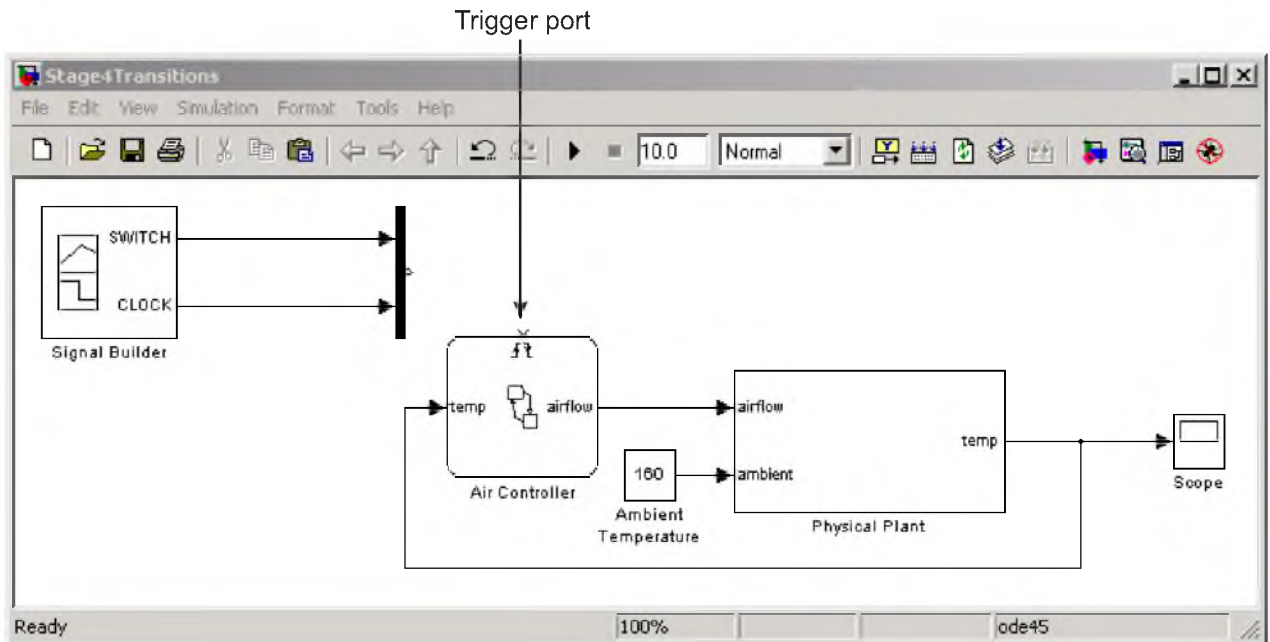 Trigger port
Stage4Transitions
File Edit View Simulation Format Tools Help
10.0 Normal
SWITCH
CLOCK
Signal Builder
temp airflow
Air Controller
160
Ambient
Temperature
airflow
ambient
temp
Physical Plant
Scope
Ready 100% ode45